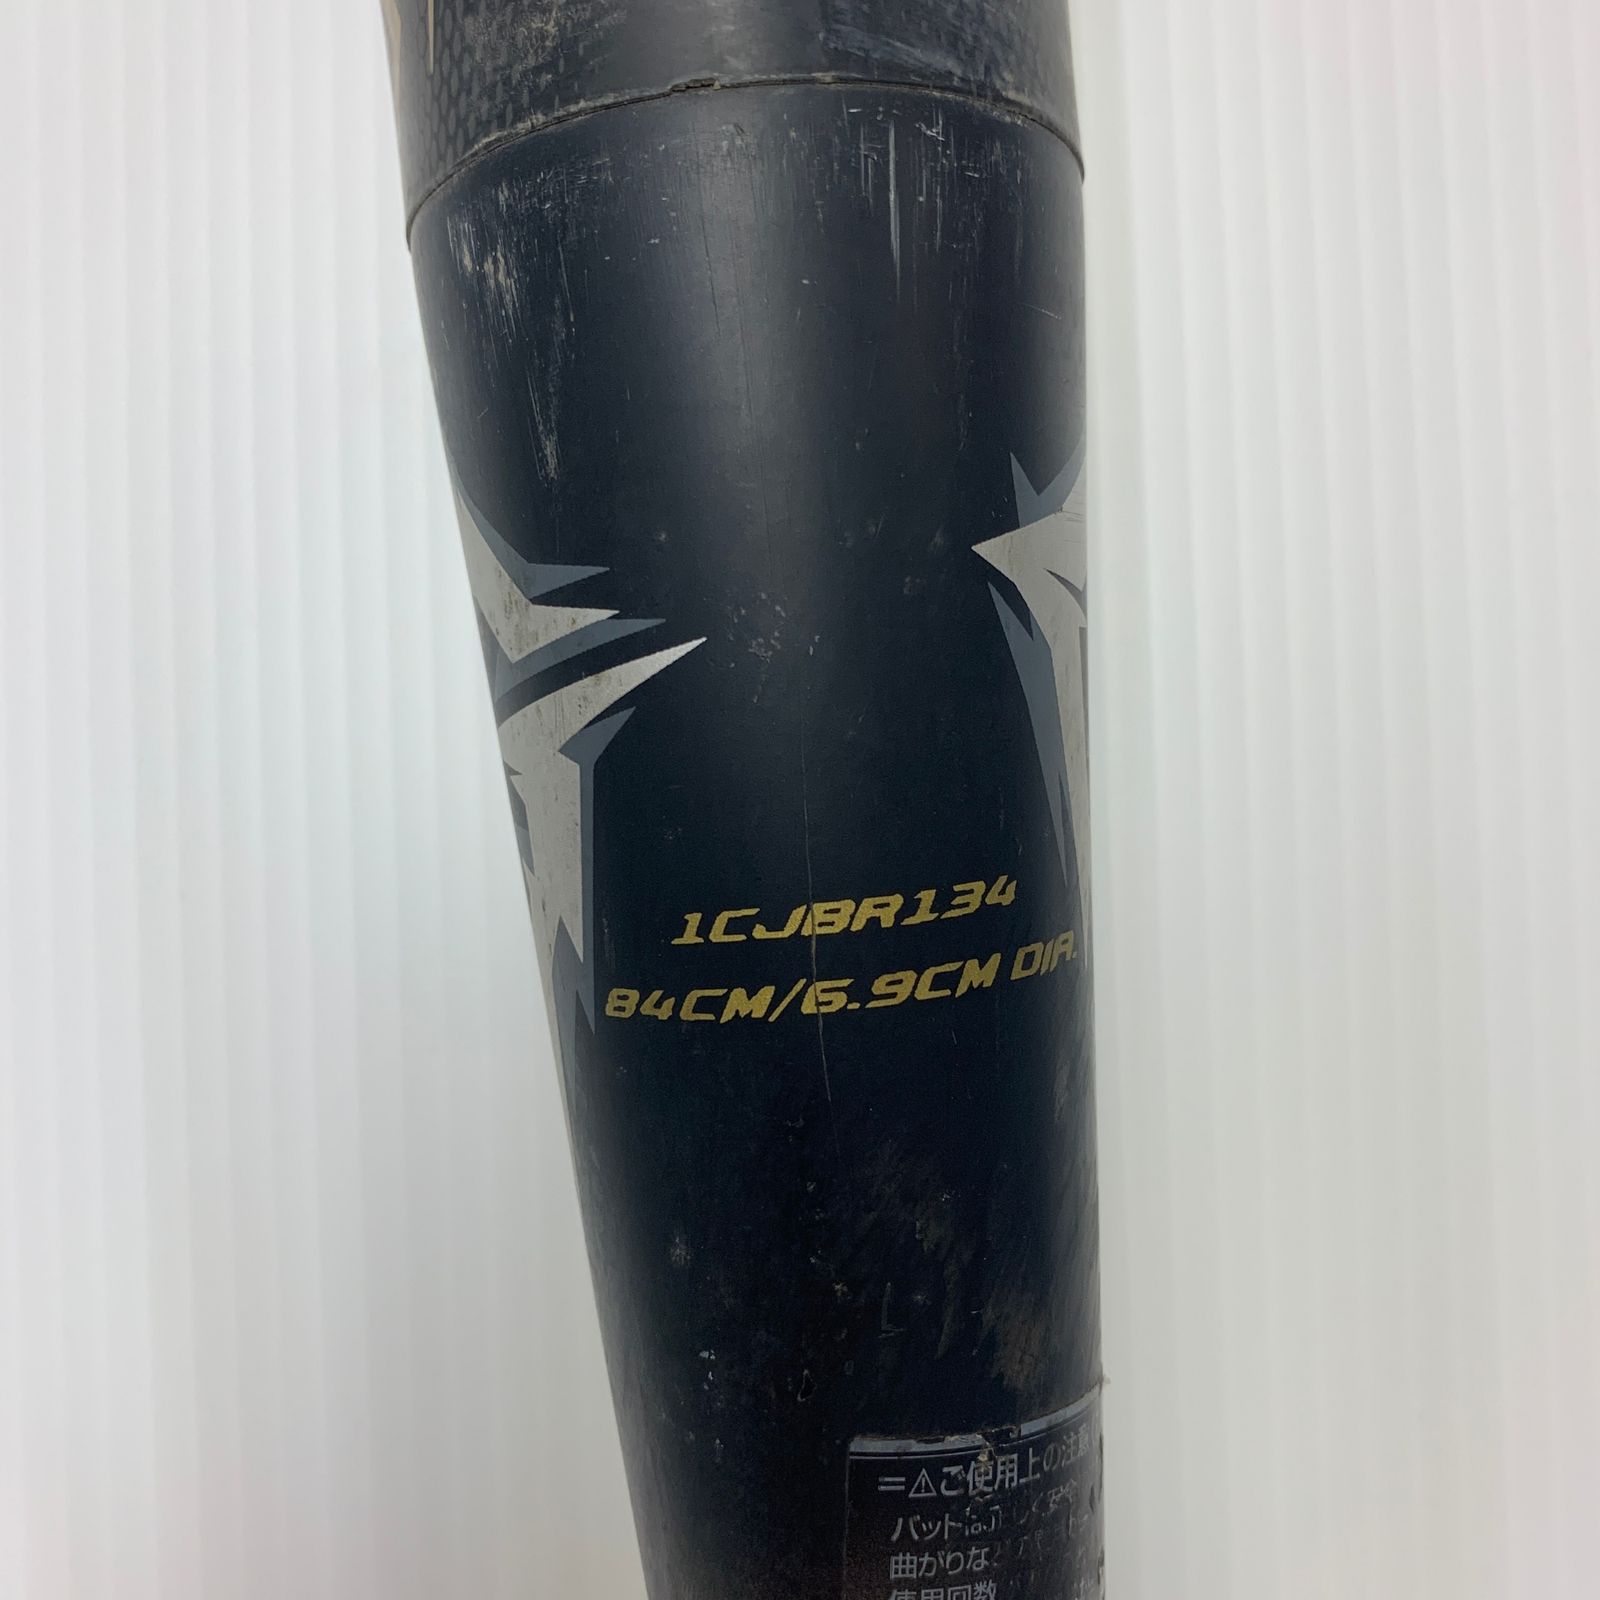 1CJBR134
84CM/6.9CM DIA.
⚠ご使用上の注意
バット
曲がりな
使用回数